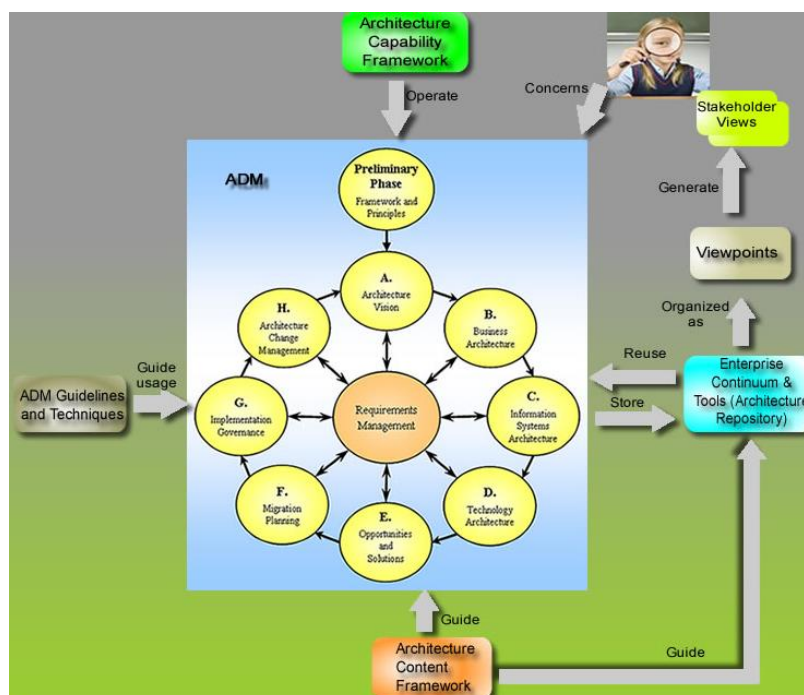 Architecture
Capability
Framework
Operate
Concerns
Stakeholder
Views
Generate
Viewpoints
Organized
as
ADM
Preliminary
Phase
Framework and
Principles
A.
Architecture
Vision
H.
Architecture
Change
Management
B.
Business
Architecture
G.
Implementation
Governance
Requirements
Management
C.
Information
Systems
Architecture
F.
Migration
Planning
D.
Technology
Architecture
E.
Opportunities
and
Solutions
Guide
usage
ADM Guidelines
and Techniques
Reuse
Store
Enterprise
Continuum &
Tools (Architecture
Repository)
Guide
Guide
Architecture
Content
Framework